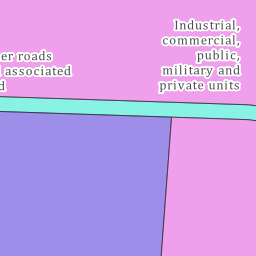 Industrial,
commercial,
public,
military and
private units
er roads
associated
d